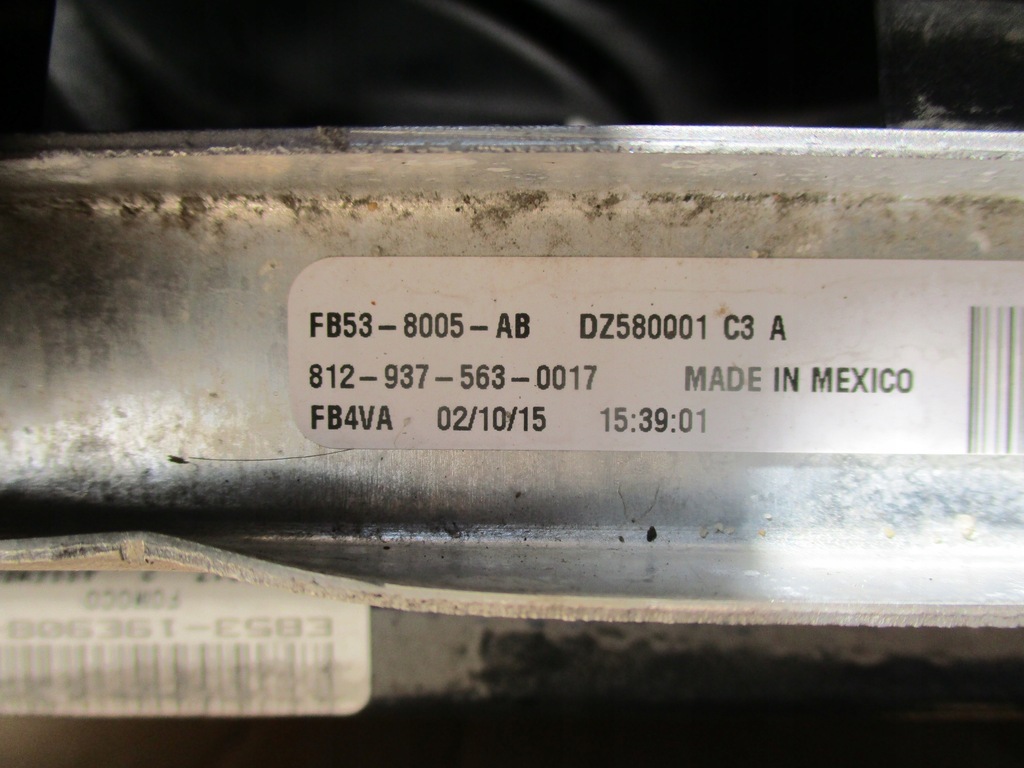 FB53-8005-AB DZ580001 C3 A
812-937-563-0017 MADE IN MEXICO
FB4VA 02/10/15 15:39:01
FOMOCO